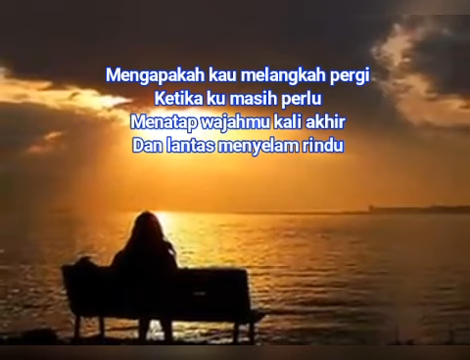 Mengapakah kau melangkah pergi
Ketika ku masih perlu
Menatap wajahmu kali akhir
Dan lantas menyelam rindu